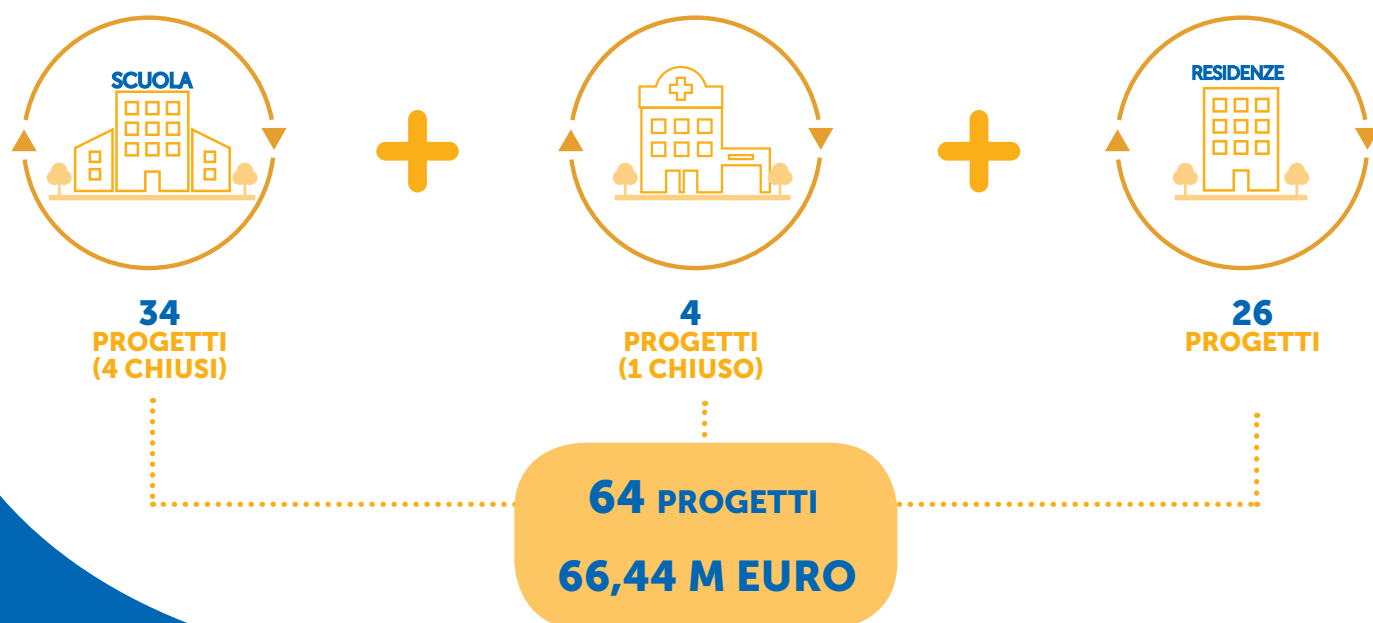 SCUOLA
34
PROGETTI
(4 CHIUSI)
4
PROGETTI
(1 CHIUSO)
RESIDENZE
26
PROGETTI
64 PROGETTI
66,44 M EURO